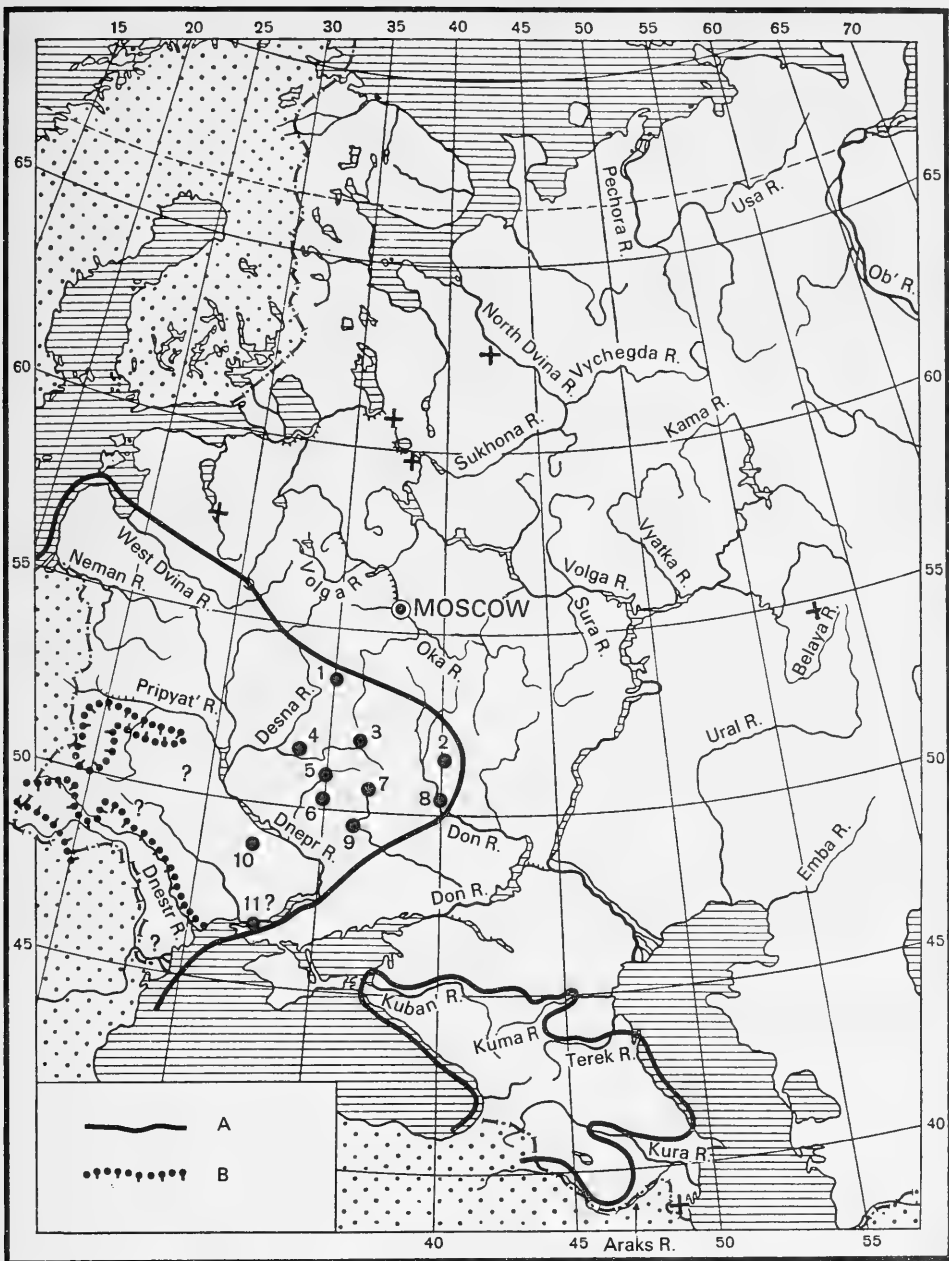 15 20 25 30 35 40 45 50 55 60 65 70
65
65
Pechora R.
Usa R.
Ob' R.
North Dvina R.
Vychegda R.
60
60
Kama R.
Sukhona R.
West Dvina R.
Neman R.
Volga R.
Vyatka R.
Volga R.
55
55
MOSCOW
Sura R.
Belaya R.
Oka R.
1
Pripyat' R.
Desna R.
Ural R.
4
3
2
50
50
?
5
7
8
?
6
9
Dnepr R.
Don R.
10
Emba R.
Dnestr R.
Don R.
11?
?
45
45
Kuban' R.
Kuma R
Terek R.
A
40
Kura R.
B
40
45
Araks R.
50
55